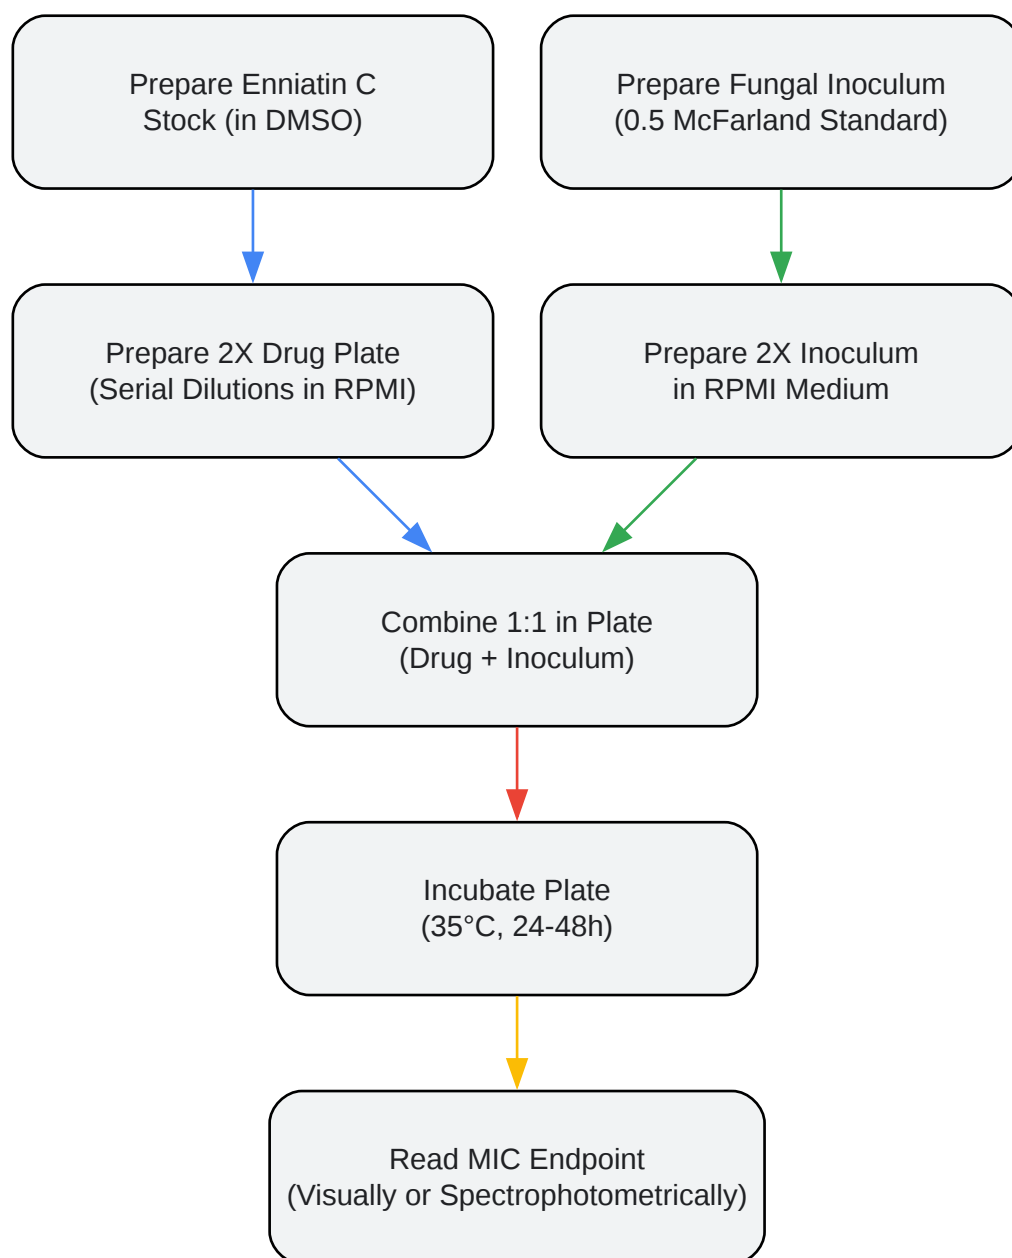 Prepare Enniatin C
Stock (in DMSO)
Prepare Fungal Inoculum
(0.5 McFarland Standard)
Prepare 2X Drug Plate
(Serial Dilutions in RPMI)
Prepare 2X Inoculum
in RPMI Medium
Combine 1:1 in Plate
(Drug + Inoculum)
Incubate Plate
(35°C, 24-48h)
Read MIC Endpoint
(Visually or Spectrophotometrically)